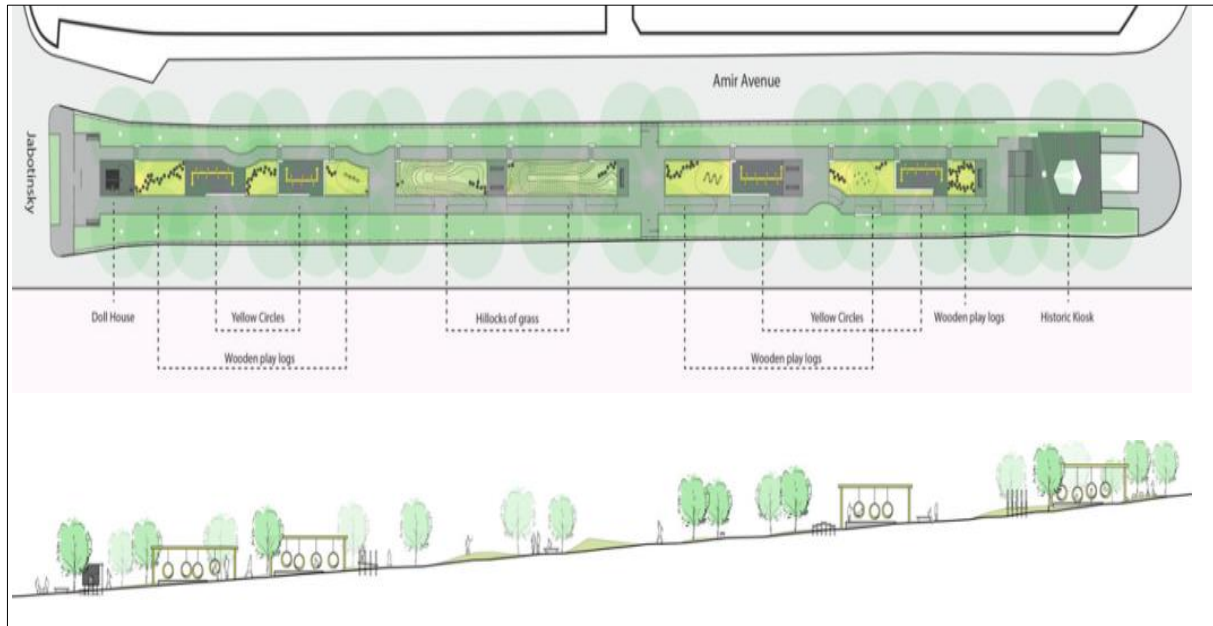 Amir Avenue
Jabotinsky
Doll House
Yellow Circles
Hillocks of grass
Yellow Circles
Wooden play logs
Historic Kiosk
Wooden play logs
Wooden play logs